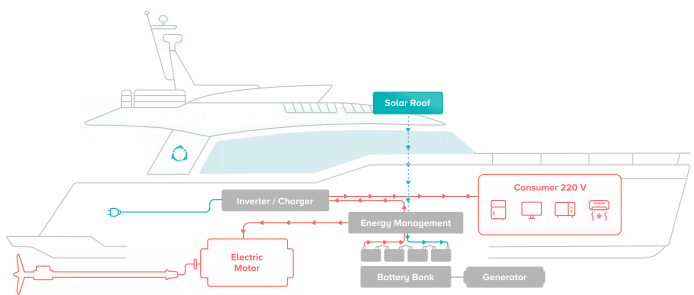 Solar Roof
Consumer 220 V
Inverter / Charger
Energy Management
Electric
Motor
Battery Bank
Generator